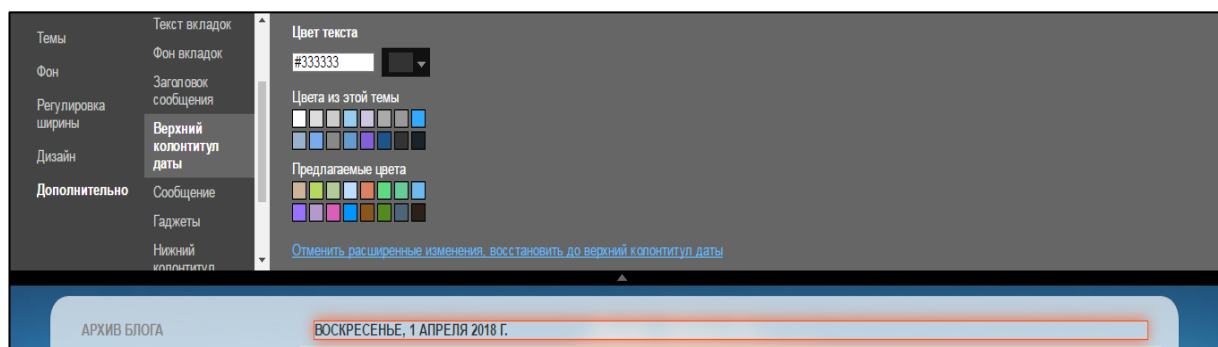 Темы
Фон
Регулировка
ширины
Дизайн
Дополнительно
Текст вкладок
Фон вкладок
Заголовок
сообщения
Верхний
колонтитул
даты
Сообщение
Гаджеты
Нижний
колонтитул
Цвет текста
#333333
Цвета из этой темы
Предлагаемые цвета
Отменить расширенные изменения, восстановить до верхний колонтитул даты
АРХИВ БЛОГА
ВОСКРЕСЕНЬЕ, 1 АПРЕЛЯ 2018 Г.